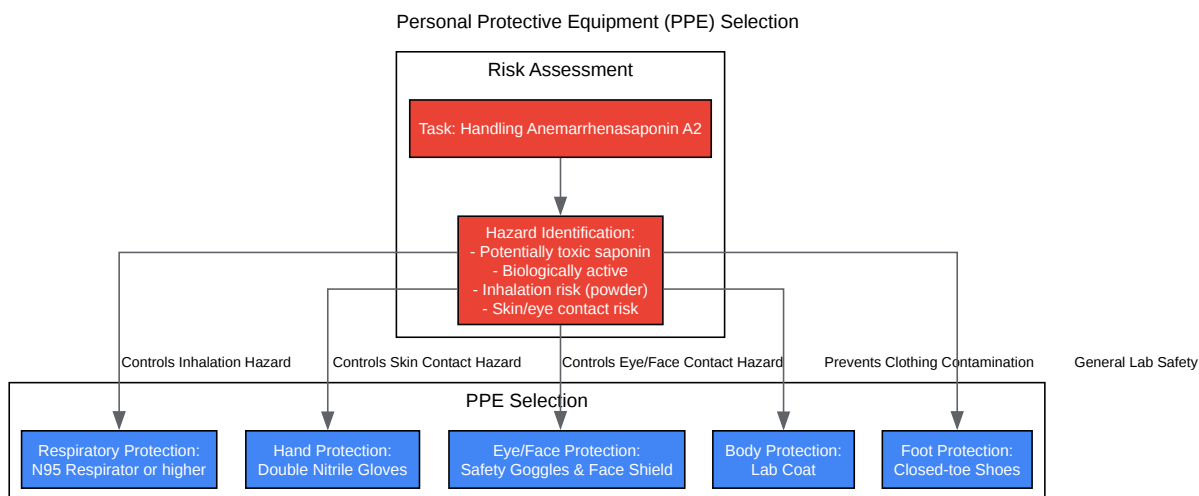 Personal Protective Equipment (PPE) Selection
Risk Assessment
Task: Handling Anemarrhenasaponin A2
Hazard Identification:
- Potentially toxic saponin
- Biologically active
- Inhalation risk (powder)
- Skin/eye contact risk
Controls Inhalation Hazard
Controls Skin Contact Hazard
Controls Eye/Face Contact Hazard
Prevents Clothing Contamination
General Lab Safety
PPE Selection
Respiratory Protection:
N95 Respirator or higher
Hand Protection:
Double Nitrile Gloves
Eye/Face Protection:
Safety Goggles & Face Shield
Body Protection:
Lab Coat
Foot Protection:
Closed-toe Shoes